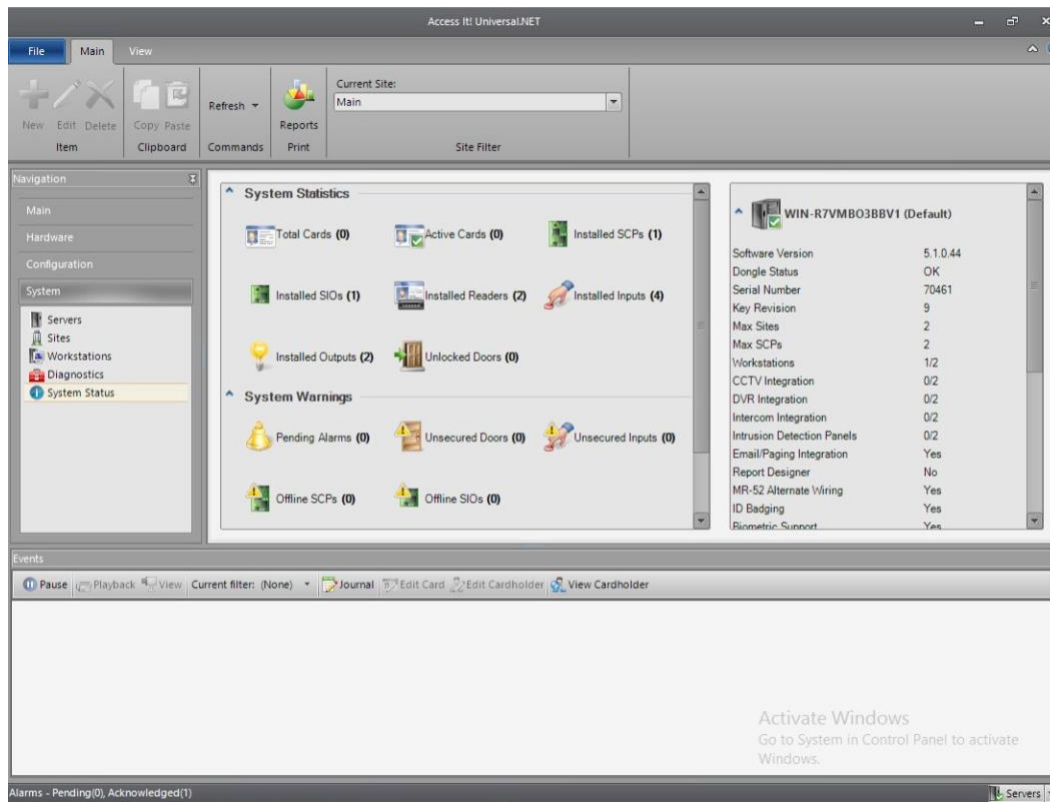 Access It! Universal.NET
File Main View
New Edit Delete
Item
Copy Paste
Clipboard
Refresh
Commands
Reports
Print
Current Site:
Main
Site Filter
Navigation
Main
Hardware
Configuration
System
Servers
Sites
Workstations
Diagnostics
System Status
System Statistics
Total Cards (0) Active Cards (0) Installed SCPs (1)
Installed SIOs (1) Installed Readers (2) Installed Inputs (4)
Installed Outputs (2) Unlocked Doors (0)
System Warnings
Pending Alarms (0) Unsecured Doors (0) Unsecured Inputs (0)
Offline SCPs (0) Offline SIOs (0)
WIN-R7VMBO3BBV1 (Default)
Software Version 5.1.0.44
Dongle Status OK
Serial Number 70461
Key Revision 9
Max Sites 2
Max SCPs 2
Workstations 1/2
CCTV Integration 0/2
DVR Integration 0/2
Intercom Integration 0/2
Intrusion Detection Panels 0/2
Email/Paging Integration Yes
Report Designer No
MR-52 Alternate Wiring Yes
ID Badging Yes
Biometric Support Yes
Events
Pause Playback View Current filter: (None) Journal Edit Card Edit Cardholder View Cardholder
Activate Windows
Go to System in Control Panel to activate
Windows.
Alarms - Pending(0), Acknowledged(1) Servers